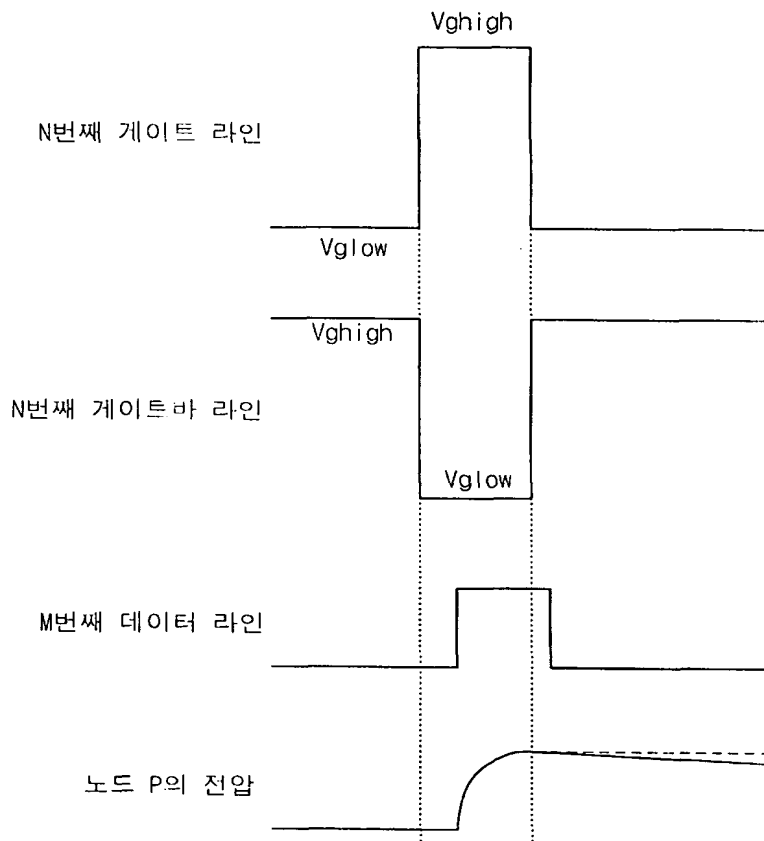 Vghigh
N번째 게이트 라인
Vglow
Vghigh
N번째 게이트바 라인
Vglow
M번째 데이터 라인
노드 P의 전압